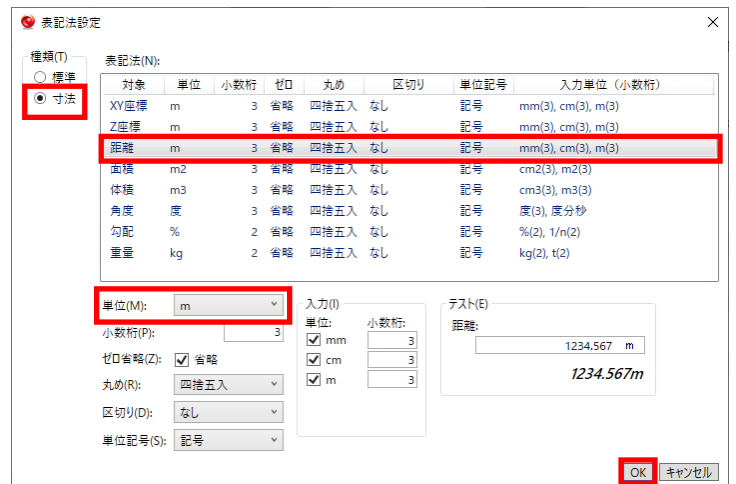 表記法設定
種類(T)
標準
寸法
表記法(N):
対象 単位 小数桁 ゼロ 丸め 区切り 単位記号 入力単位（小数桁）
XY座標 m 3 省略 四捨五入 なし 記号 mm(3), cm(3), m(3)
Z座標 m 3 省略 四捨五入 なし 記号 mm(3), cm(3), m(3)
距離 m 3 省略 四捨五入 なし 記号 mm(3), cm(3), m(3)
面積 m2 3 省略 四捨五入 なし 記号 cm2(3), m2(3)
体積 m3 3 省略 四捨五入 なし 記号 cm3(3), m3(3)
角度 度 3 省略 四捨五入 なし 記号 度(3), 度分秒
勾配 % 2 省略 四捨五入 なし 記号 %(2), 1/n(2)
重量 kg 2 省略 四捨五入 なし 記号 kg(2), t(2)
単位(M): m
小数桁(P): 3
ゼロ省略(Z): 省略
丸め(R): 四捨五入
区切り(D): なし
単位記号(S): 記号
入力(I)
単位: 小数桁:
mm 3
cm 3
m 3
テスト(E)
距離:
1234.567 m
1234.567m
OK キャンセル